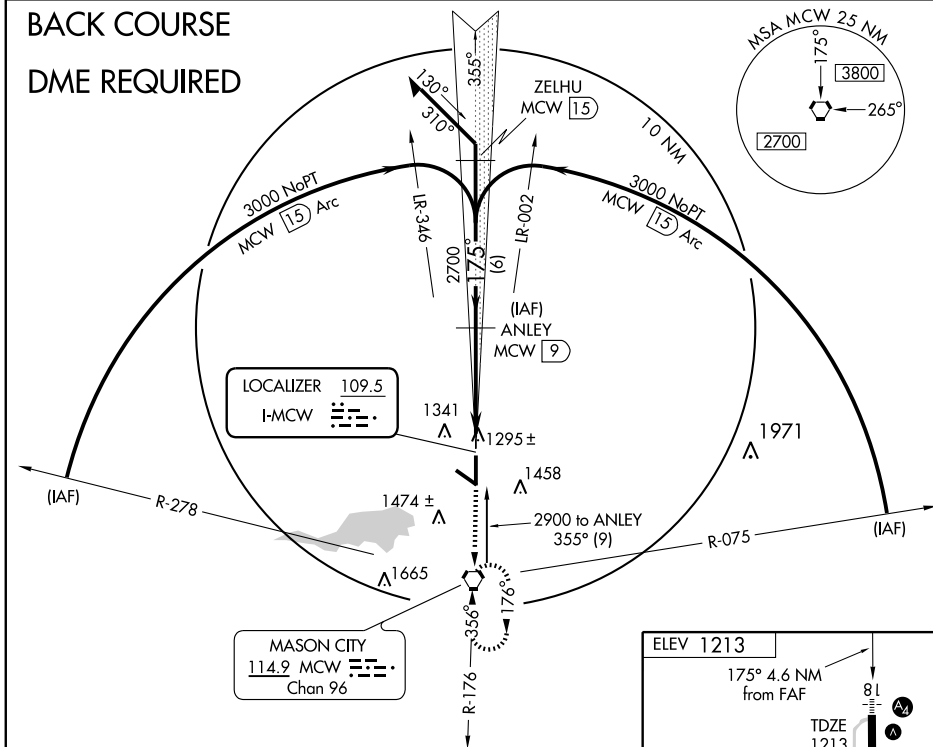 BACK COURSE
DME REQUIRED
MSA MCW 25 NM
175°
3800
265°
2700
355°
130°
310°
ZELHU
MCW 15
10 NM
3000 NoPT
MCW 15 Arc
LR-346
LR-002
3000 NoPT
MCW 15 Arc
2700
175°
(6)
(IAF)
ANLEY
MCW 9
LOCALIZER 109.5
I-MCW
1341
1295 ±
1971
1458
(IAF)
R-278
1474 ±
2900 to ANLEY
355° (9)
R-075
(IAF)
1665
356°
176°
MASON CITY
114.9 MCW
Chan 96
R-176
ELEV 1213
175° 4.6 NM
from FAF
18
A4
TDZE
1213